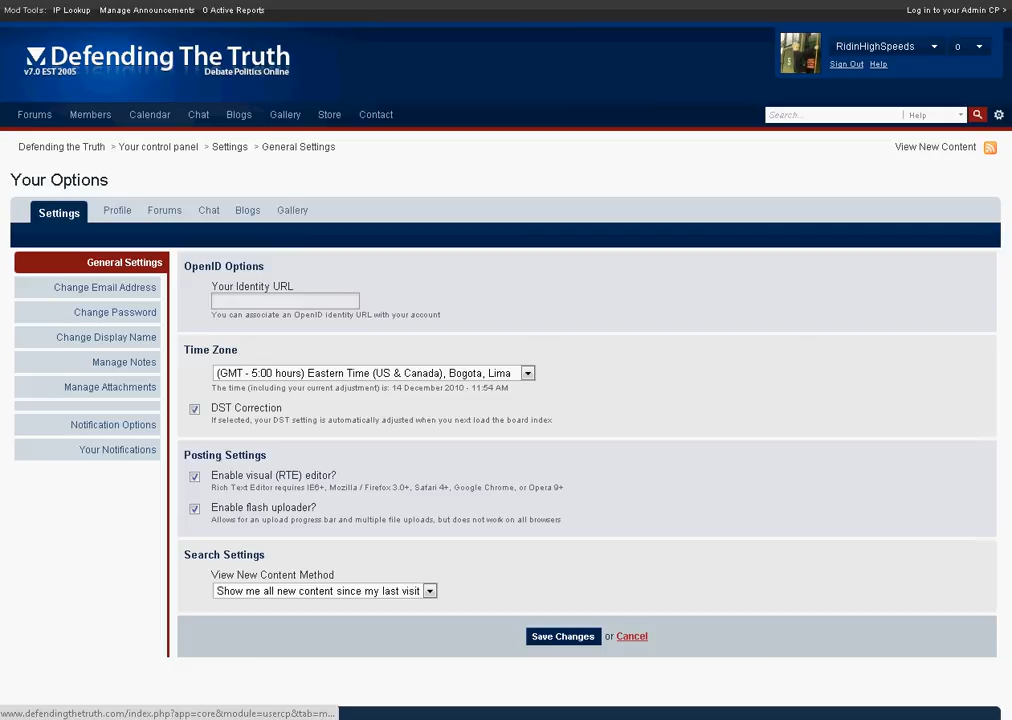 Mod Tools: IP Lookup Manage Announcements 0 Active Reports Log in to your Admin CP >
Defending The Truth
v7.0 EST 2005 Debate Politics Online
RidinHighSpeeds 0
Sign Out Help
Forums Members Calendar Chat Blogs Gallery Store Contact Search... Help
Defending the Truth > Your control panel > Settings > General Settings View New Content
Your Options
Settings Profile Forums Chat Blogs Gallery
General Settings
Change Email Address
Change Password
Change Display Name
Manage Notes
Manage Attachments
Notification Options
Your Notifications
OpenID Options
Your Identity URL
You can associate an OpenID identity URL with your account
Time Zone
(GMT - 5:00 hours) Eastern Time (US & Canada), Bogota, Lima
The time (including your current adjustment) is: 14 December 2010 - 11:54 AM
DST Correction
If selected, your DST setting is automatically adjusted when you next load the board index
Posting Settings
Enable visual (RTE) editor?
Rich Text Editor requires IE6+, Mozilla / Firefox 3.0+, Safari 4+, Google Chrome, or Opera 9+
Enable flash uploader?
Allows for an upload progress bar and multiple file uploads, but does not work on all browsers
Search Settings
View New Content Method
Show me all new content since my last visit
Save Changes or Cancel
www.defendingthetruth.com/index.php?app=core&module=usercp&tab=m...